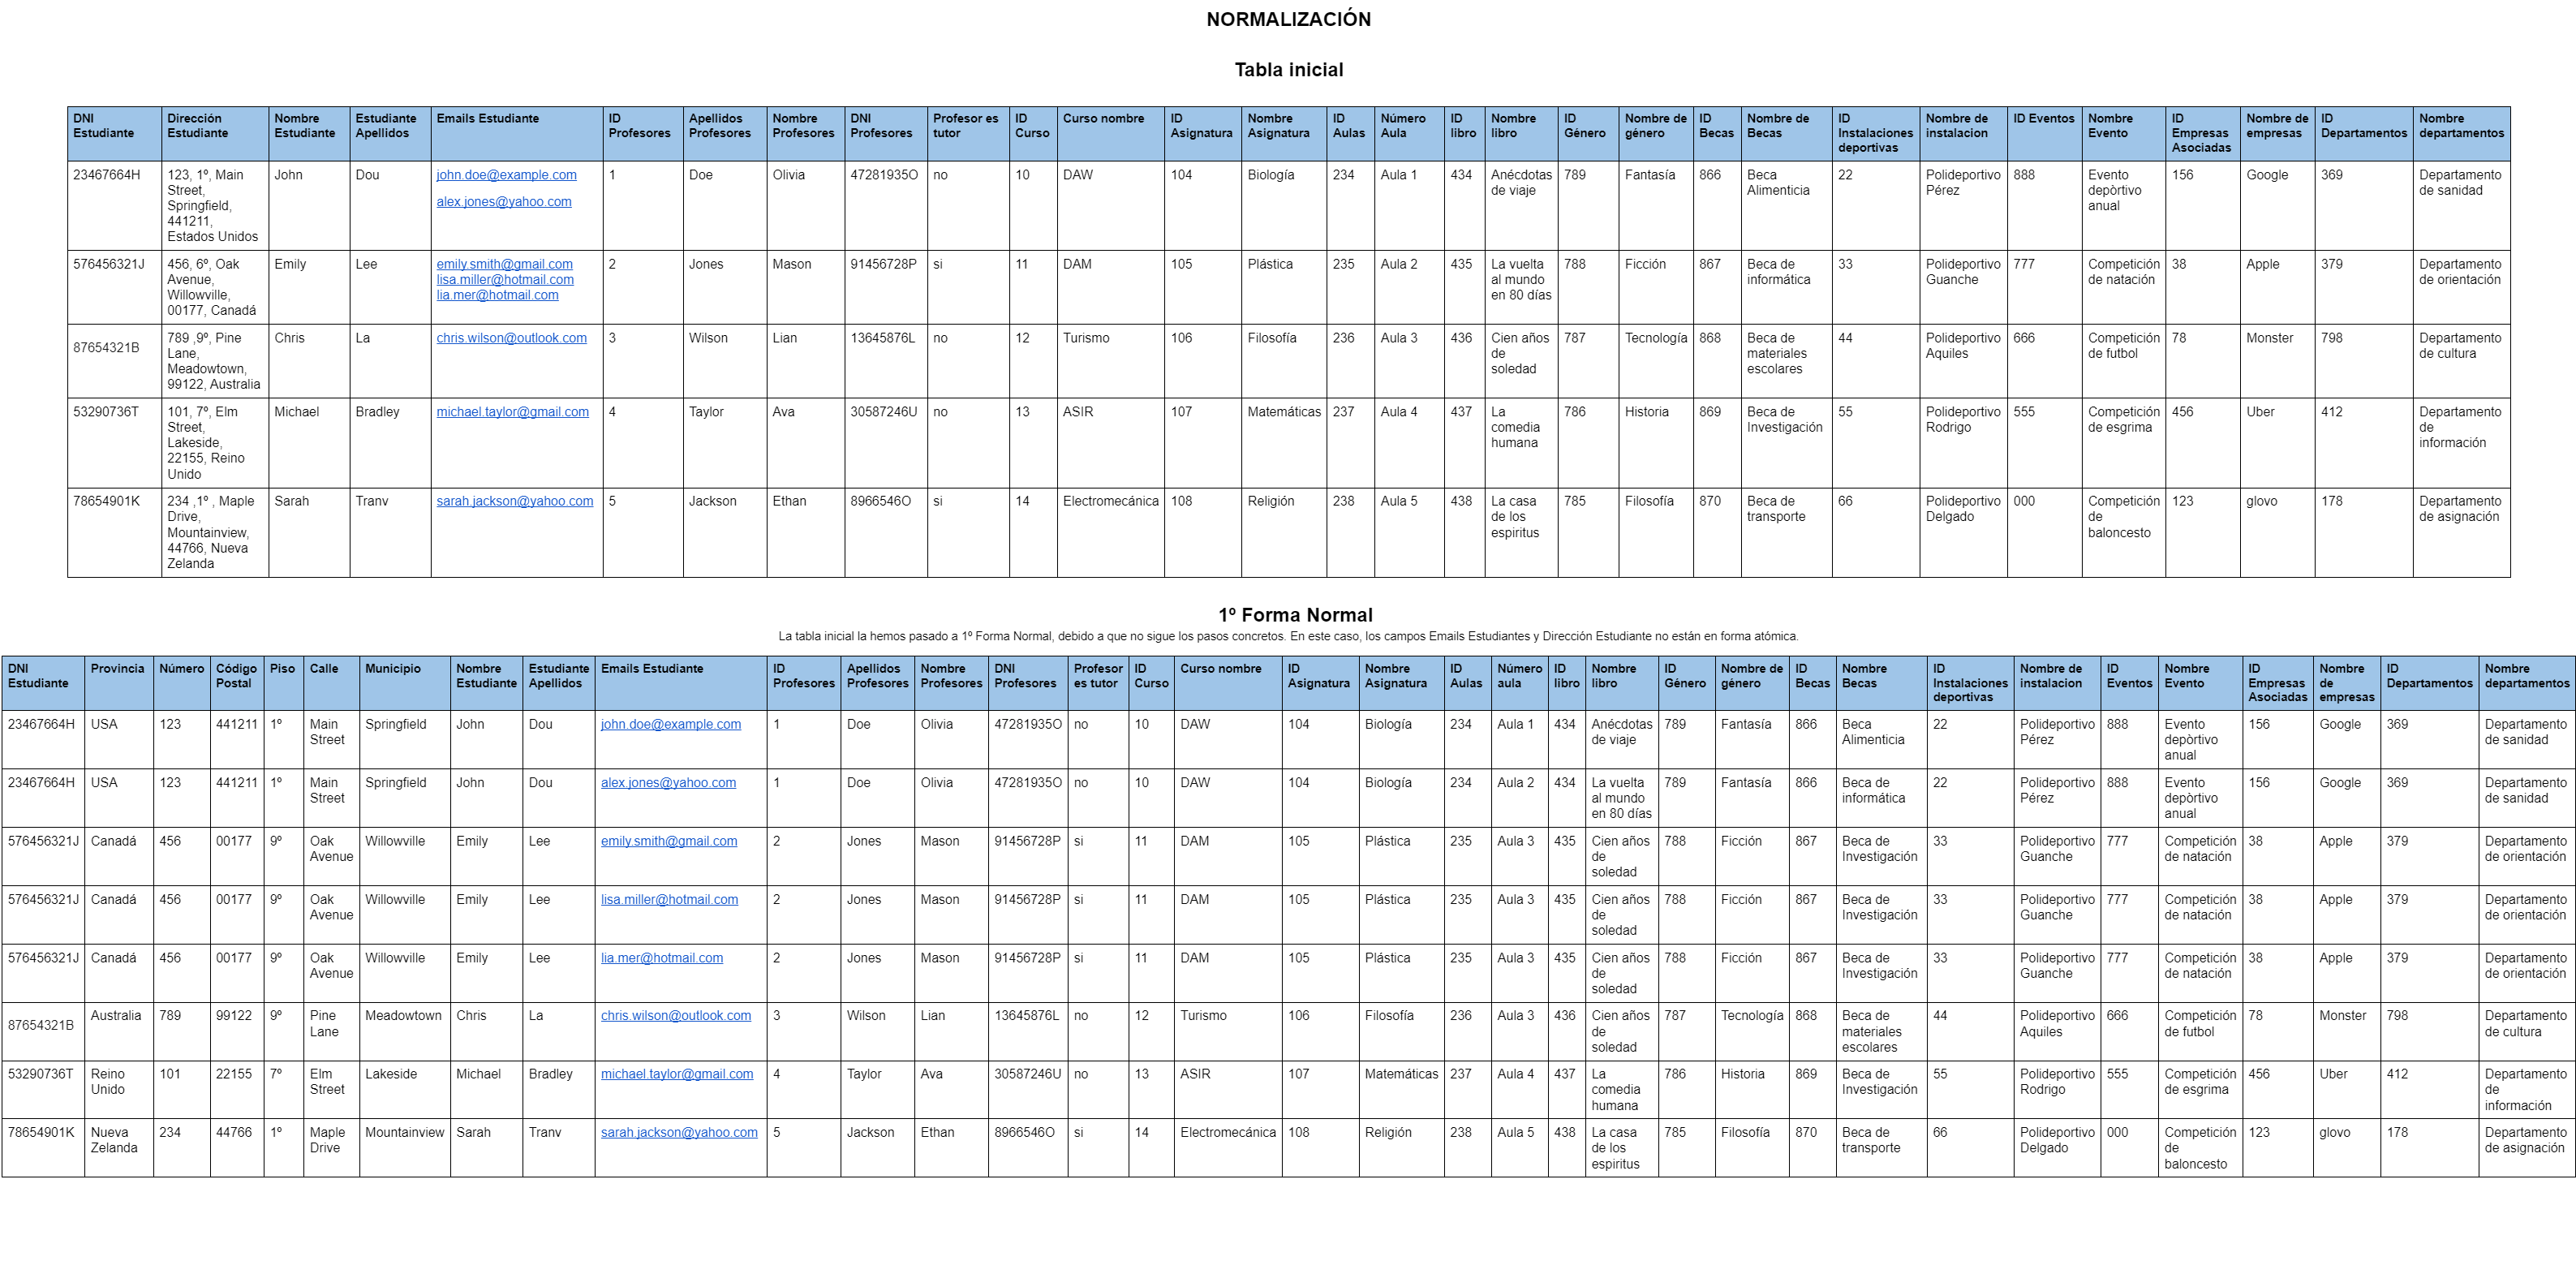 NORMALIZACIÓN
Tabla inicial
DNI Estudiante | Dirección Estudiante | Nombre Estudiante | Estudiante Apellidos | Emails Estudiante | ID Profesores | Apellidos Profesores | Nombre Profesores | DNI Profesores | Profesor es tutor | ID Curso | Curso nombre | ID Asignatura | Nombre Asignatura | ID Aulas | Número Aula | ID libro | Nombre libro | ID Género | Nombre de género | ID Becas | Nombre de Becas | ID Instalaciones deportivas | Nombre de instalacion | ID Eventos | Nombre Evento | ID Empresas Asociadas | Nombre de empresas | ID Departamentos | Nombre departamentos
23467664H | 123, 1º, Main Street, Springfield, 441211, Estados Unidos | John | Dou | john.doe@example.com alex.jones@yahoo.com | 1 | Doe | Olivia | 47281935O | no | 10 | DAW | 104 | Biología | 234 | Aula 1 | 434 | Anécdotas de viaje | 789 | Fantasía | 866 | Beca Alimenticia | 22 | Polideportivo Pérez | 888 | Evento depòrtivo anual | 156 | Google | 369 | Departamento de sanidad
576456321J | 456, 6º, Oak Avenue, Willowville, 00177, Canadá | Emily | Lee | emily.smith@gmail.com lisa.miller@hotmail.com lia.mer@hotmail.com | 2 | Jones | Mason | 91456728P | si | 11 | DAM | 105 | Plástica | 235 | Aula 2 | 435 | La vuelta al mundo en 80 días | 788 | Ficción | 867 | Beca de informática | 33 | Polideportivo Guanche | 777 | Competición de natación | 38 | Apple | 379 | Departamento de orientación
87654321B | 789 ,9º, Pine Lane, Meadowtown, 99122, Australia | Chris | La | chris.wilson@outlook.com | 3 | Wilson | Lian | 13645876L | no | 12 | Turismo | 106 | Filosofía | 236 | Aula 3 | 436 | Cien años de soledad | 787 | Tecnología | 868 | Beca de materiales escolares | 44 | Polideportivo Aquiles | 666 | Competición de futbol | 78 | Monster | 798 | Departamento de cultura
53290736T | 101, 7º, Elm Street, Lakeside, 22155, Reino Unido | Michael | Bradley | michael.taylor@gmail.com | 4 | Taylor | Ava | 30587246U | no | 13 | ASIR | 107 | Matemáticas | 237 | Aula 4 | 437 | La comedia humana | 786 | Historia | 869 | Beca de Investigación | 55 | Polideportivo Rodrigo | 555 | Competición de esgrima | 456 | Uber | 412 | Departamento de información
78654901K | 234 ,1º , Maple Drive, Mountainview, 44766, Nueva Zelanda | Sarah | Tranv | sarah.jackson@yahoo.com | 5 | Jackson | Ethan | 8966546O | si | 14 | Electromecánica | 108 | Religión | 238 | Aula 5 | 438 | La casa de los espiritus | 785 | Filosofía | 870 | Beca de transporte | 66 | Polideportivo Delgado | 000 | Competición de baloncesto | 123 | glovo | 178 | Departamento de asignación
1º Forma Normal
La tabla inicial la hemos pasado a 1º Forma Normal, debido a que no sigue los pasos concretos. En este caso, los campos Emails Estudiantes y Dirección Estudiante no están en forma atómica.
DNI Estudiante | Provincia | Número | Código Postal | Piso | Calle | Municipio | Nombre Estudiante | Estudiante Apellidos | Emails Estudiante | ID Profesores | Apellidos Profesores | Nombre Profesores | DNI Profesores | Profesor es tutor | ID Curso | Curso nombre | ID Asignatura | Nombre Asignatura | ID Aulas | Número aula | ID libro | Nombre libro | ID Género | Nombre de género | ID Becas | Nombre Becas | ID Instalaciones deportivas | Nombre de instalacion | ID Eventos | Nombre Evento | ID Empresas Asociadas | Nombre de empresas | ID Departamentos | Nombre departamentos
23467664H | USA | 123 | 441211 | 1º | Main Street | Springfield | John | Dou | john.doe@example.com | 1 | Doe | Olivia | 47281935O | no | 10 | DAW | 104 | Biología | 234 | Aula 1 | 434 | Anécdotas de viaje | 789 | Fantasía | 866 | Beca Alimenticia | 22 | Polideportivo Pérez | 888 | Evento depòrtivo anual | 156 | Google | 369 | Departamento de sanidad
23467664H | USA | 123 | 441211 | 1º | Main Street | Springfield | John | Dou | alex.jones@yahoo.com | 1 | Doe | Olivia | 47281935O | no | 10 | DAW | 104 | Biología | 234 | Aula 2 | 434 | La vuelta al mundo en 80 días | 789 | Fantasía | 866 | Beca de informática | 22 | Polideportivo Pérez | 888 | Evento depòrtivo anual | 156 | Google | 369 | Departamento de sanidad
576456321J | Canadá | 456 | 00177 | 9º | Oak Avenue | Willowville | Emily | Lee | emily.smith@gmail.com | 2 | Jones | Mason | 91456728P | si | 11 | DAM | 105 | Plástica | 235 | Aula 3 | 435 | Cien años de soledad | 788 | Ficción | 867 | Beca de Investigación | 33 | Polideportivo Guanche | 777 | Competición de natación | 38 | Apple | 379 | Departamento de orientación
576456321J | Canadá | 456 | 00177 | 9º | Oak Avenue | Willowville | Emily | Lee | lisa.miller@hotmail.com | 2 | Jones | Mason | 91456728P | si | 11 | DAM | 105 | Plástica | 235 | Aula 3 | 435 | Cien años de soledad | 788 | Ficción | 867 | Beca de Investigación | 33 | Polideportivo Guanche | 777 | Competición de natación | 38 | Apple | 379 | Departamento de orientación
576456321J | Canadá | 456 | 00177 | 9º | Oak Avenue | Willowville | Emily | Lee | lia.mer@hotmail.com | 2 | Jones | Mason | 91456728P | si | 11 | DAM | 105 | Plástica | 235 | Aula 3 | 435 | Cien años de soledad | 788 | Ficción | 867 | Beca de Investigación | 33 | Polideportivo Guanche | 777 | Competición de natación | 38 | Apple | 379 | Departamento de orientación
87654321B | Australia | 789 | 99122 | 9º | Pine Lane | Meadowtown | Chris | La | chris.wilson@outlook.com | 3 | Wilson | Lian | 13645876L | no | 12 | Turismo | 106 | Filosofía | 236 | Aula 3 | 436 | Cien años de soledad | 787 | Tecnología | 868 | Beca de materiales escolares | 44 | Polideportivo Aquiles | 666 | Competición de futbol | 78 | Monster | 798 | Departamento de cultura
53290736T | Reino Unido | 101 | 22155 | 7º | Elm Street | Lakeside | Michael | Bradley | michael.taylor@gmail.com | 4 | Taylor | Ava | 30587246U | no | 13 | ASIR | 107 | Matemáticas | 237 | Aula 4 | 437 | La comedia humana | 786 | Historia | 869 | Beca de Investigación | 55 | Polideportivo Rodrigo | 555 | Competición de esgrima | 456 | Uber | 412 | Departamento de información
78654901K | Nueva Zelanda | 234 | 44766 | 1º | Maple Drive | Mountainview | Sarah | Tranv | sarah.jackson@yahoo.com | 5 | Jackson | Ethan | 8966546O | si | 14 | Electromecánica | 108 | Religión | 238 | Aula 5 | 438 | La casa de los espiritus | 785 | Filosofía | 870 | Beca de transporte | 66 | Polideportivo Delgado | 000 | Competición de baloncesto | 123 | glovo | 178 | Departamento de asignación